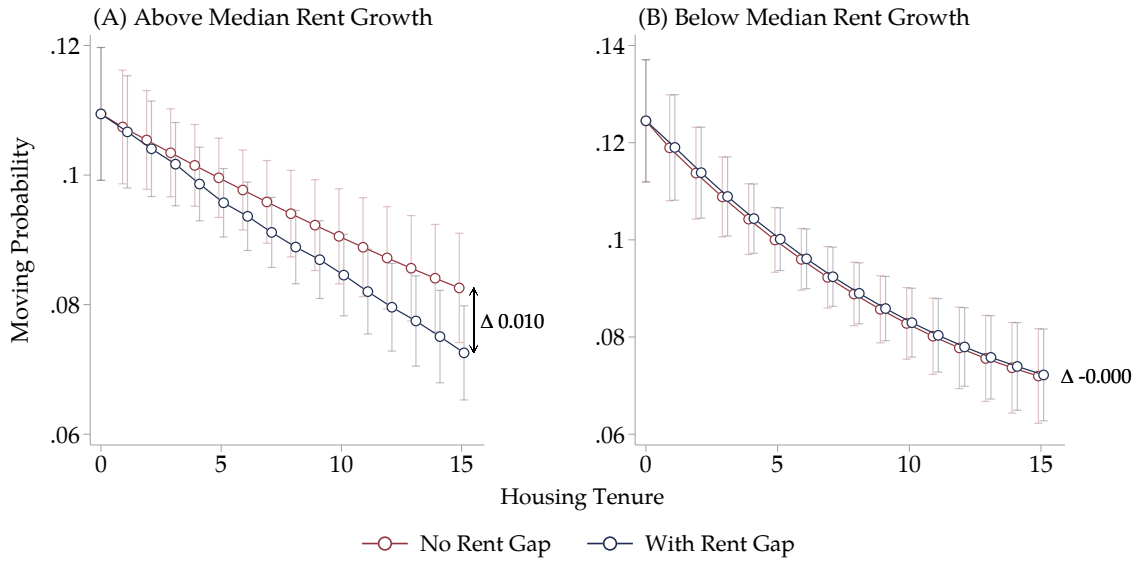 (A) Above Median Rent Growth
(B) Below Median Rent Growth
Moving Probability
.12
.1
.08
.06
0
5
10
15
Δ 0.010
.14
.12
.1
.08
.06
0
5
10
15
Δ -0.000
Housing Tenure
No Rent Gap
With Rent Gap